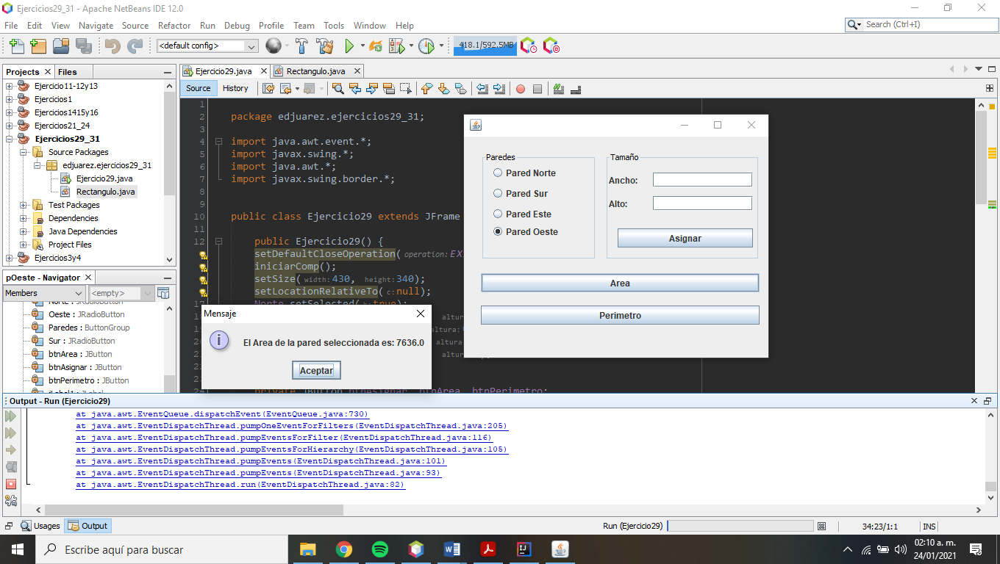 Ejercicios29_31 - Apache NetBeans IDE 12.0
File Edit View Navigate Source Refactor Run Debug Profile Team Tools Window Help
Search (Ctrl+I)
<default config>
418.1/592.5MB
Projects Files
Ejercicio11-12y13
Ejercicios1
Ejercicios1415y16
Ejercicios21_24
Ejercicios29_31
Source Packages
edjuarez.ejercicios29_31
Ejercicio29.java
Rectangulo.java
Test Packages
Dependencies
Java Dependencies
Project Files
Ejercicios3y4
pOeste - Navigator
Members <empty>
Norte : JRadioButton
Oeste : JRadioButton
Paredes : ButtonGroup
Sur : JRadioButton
btnArea : JButton
btnAsignar : JButton
btnPerimetro : JButton
jLabel1 : JLabel
Ejercicio29.java Rectangulo.java
Source History
1
2 package edjuarez.ejercicios29_31;
3
4 import java.awt.event.*;
5 import javax.swing.*;
6 import java.awt.*;
7 import javax.swing.border.*;
8
9
10 public class Ejercicio29 extends JFrame
11
12 public Ejercicio29() {
setDefaultCloseOperation( operation: EX
iniciarComp();
setSize( width: 430, height: 340);
setLocationRelativeTo( c: null);
17 Norte.setSelected( b: true);
altura
altura:
altura
altura
24 private JButton btnAsignar, btnArea, btnPerimetro;
Paredes
Pared Norte
Pared Sur
Pared Este
Pared Oeste
Tamaño
Ancho:
Alto:
Asignar
Area
Perimetro
Mensaje
El Area de la pared seleccionada es: 7636.0
Aceptar
Output - Run (Ejercicio29)
at java.awt.EventQueue.dispatchEvent(EventQueue.java:730)
at java.awt.EventDispatchThread.pumpOneEventForFilters(EventDispatchThread.java:205)
at java.awt.EventDispatchThread.pumpEventsForFilter(EventDispatchThread.java:116)
at java.awt.EventDispatchThread.pumpEventsForHierarchy(EventDispatchThread.java:105)
at java.awt.EventDispatchThread.pumpEvents(EventDispatchThread.java:101)
at java.awt.EventDispatchThread.pumpEvents(EventDispatchThread.java:93)
at java.awt.EventDispatchThread.run(EventDispatchThread.java:82)
Usages Output
Run (Ejercicio29)
34:23/1:1 INS
Escribe aquí para buscar
02:10 a. m.
24/01/2021